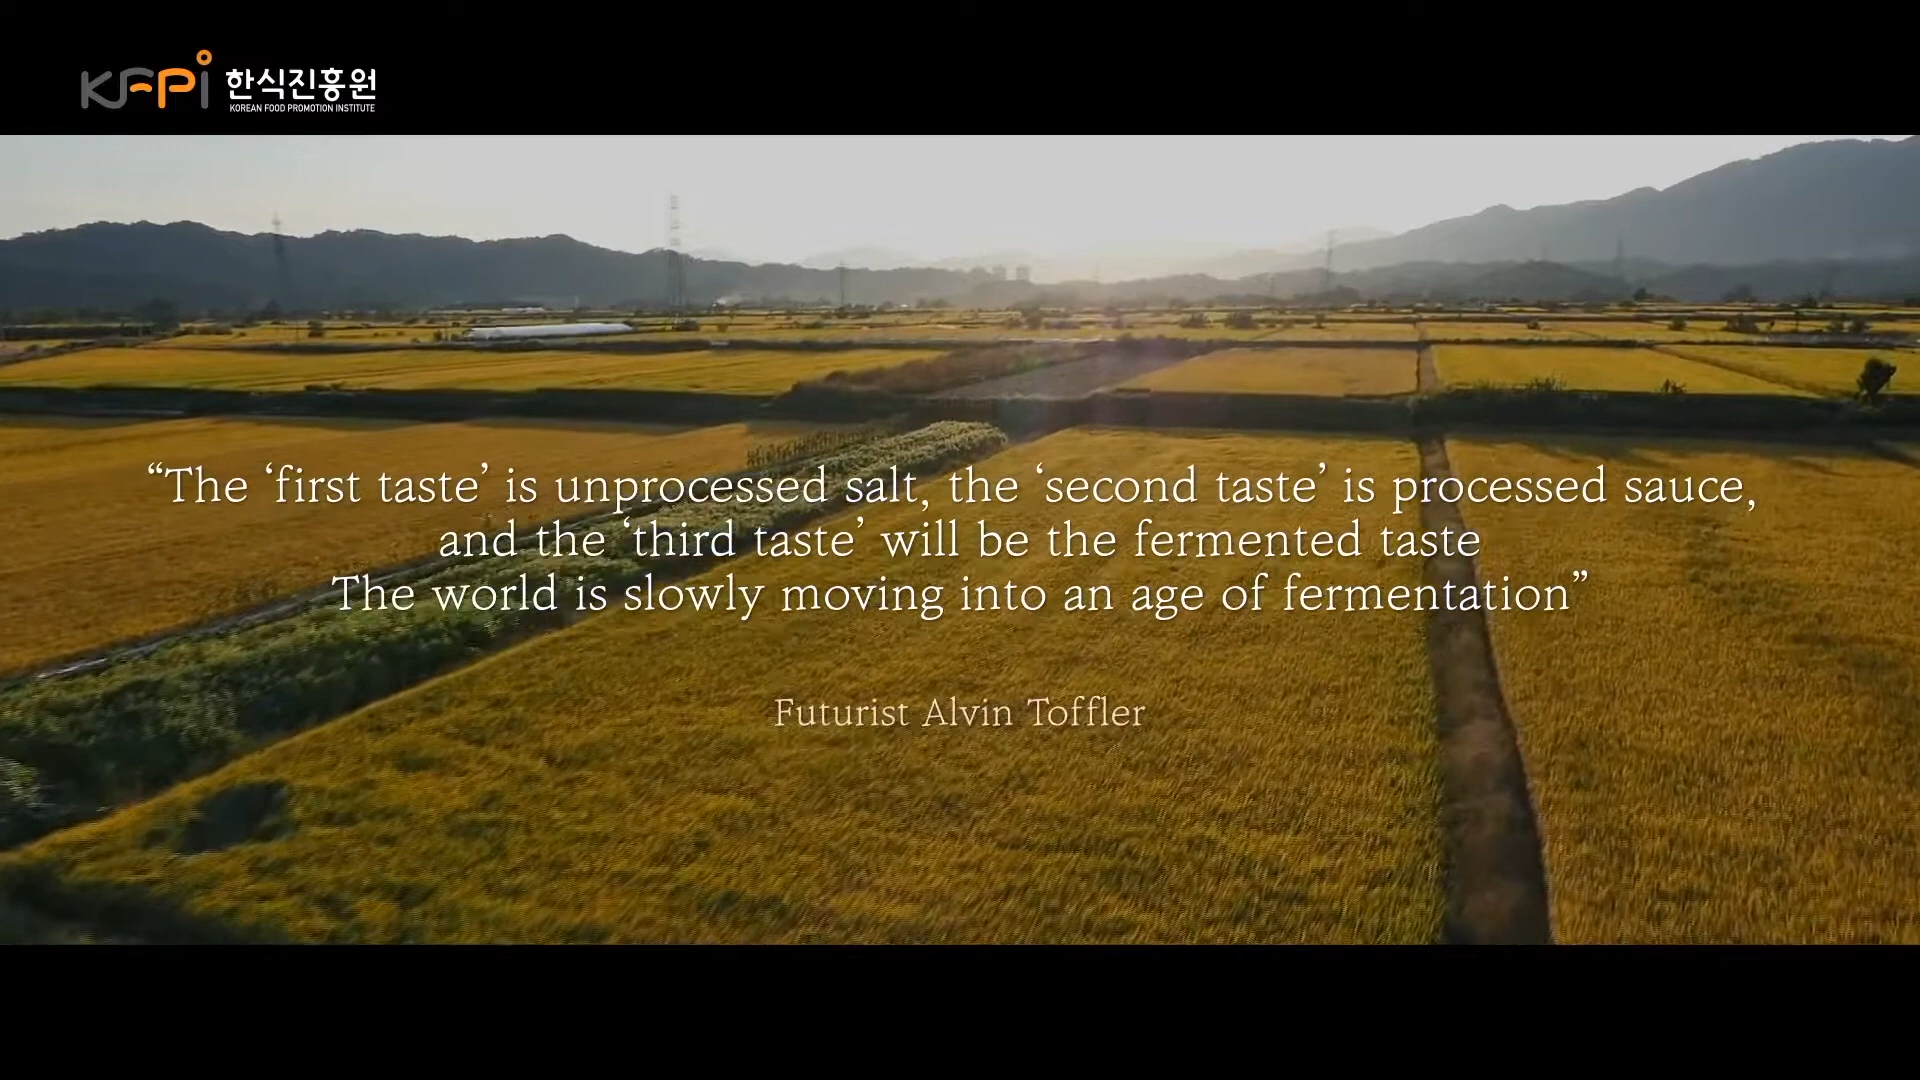 KFPi 한식진흥원
KOREAN FOOD PROMOTION INSTITUTE
“The ‘first taste’ is unprocessed salt, the ‘second taste’ is processed sauce,
and the ‘third taste’ will be the fermented taste
The world is slowly moving into an age of fermentation”
Futurist Alvin Toffler